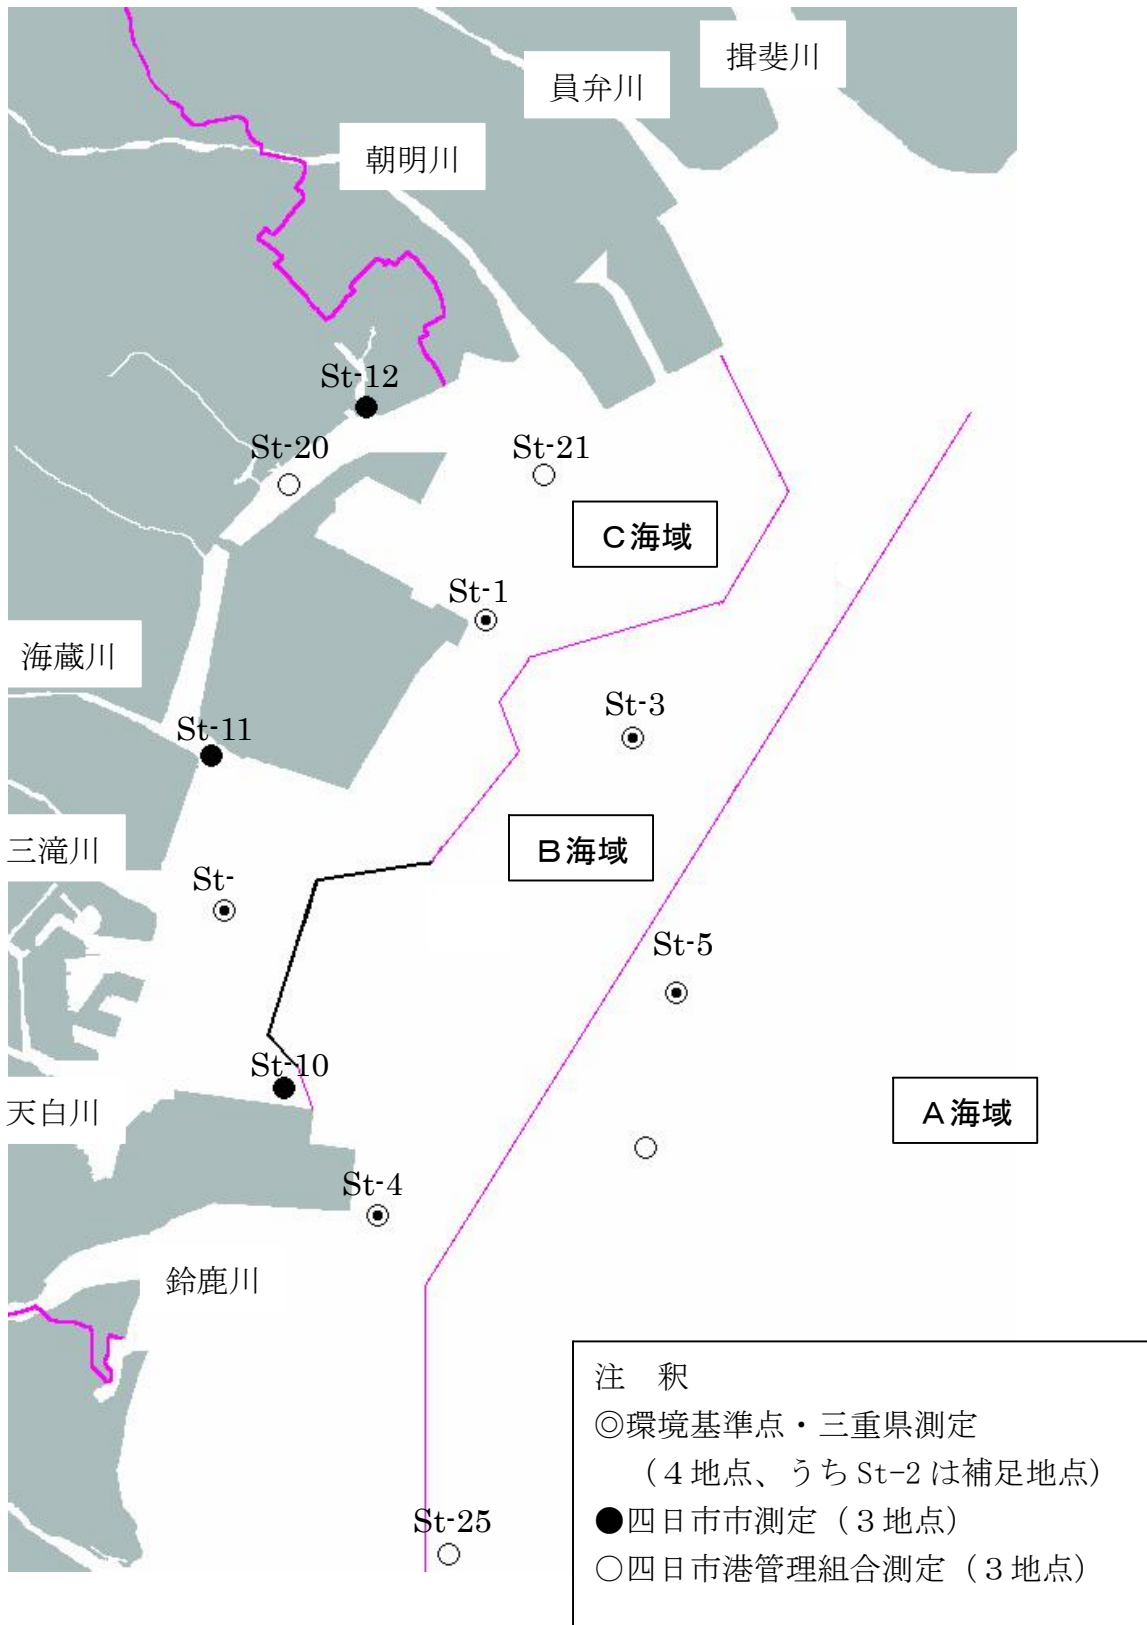 揖斐川
員弁川
朝明川
St-12
St-20
St-21
C海域
St-1
海蔵川
St-3
St-11
三滝川
B海域
St-
St-5
St-10
天白川
A海域
St-4
鈴鹿川
St-25
注　釈
◎環境基準点・三重県測定
（４地点、うち St-2 は補足地点）
●四日市市測定（３地点）
○四日市港管理組合測定（３地点）